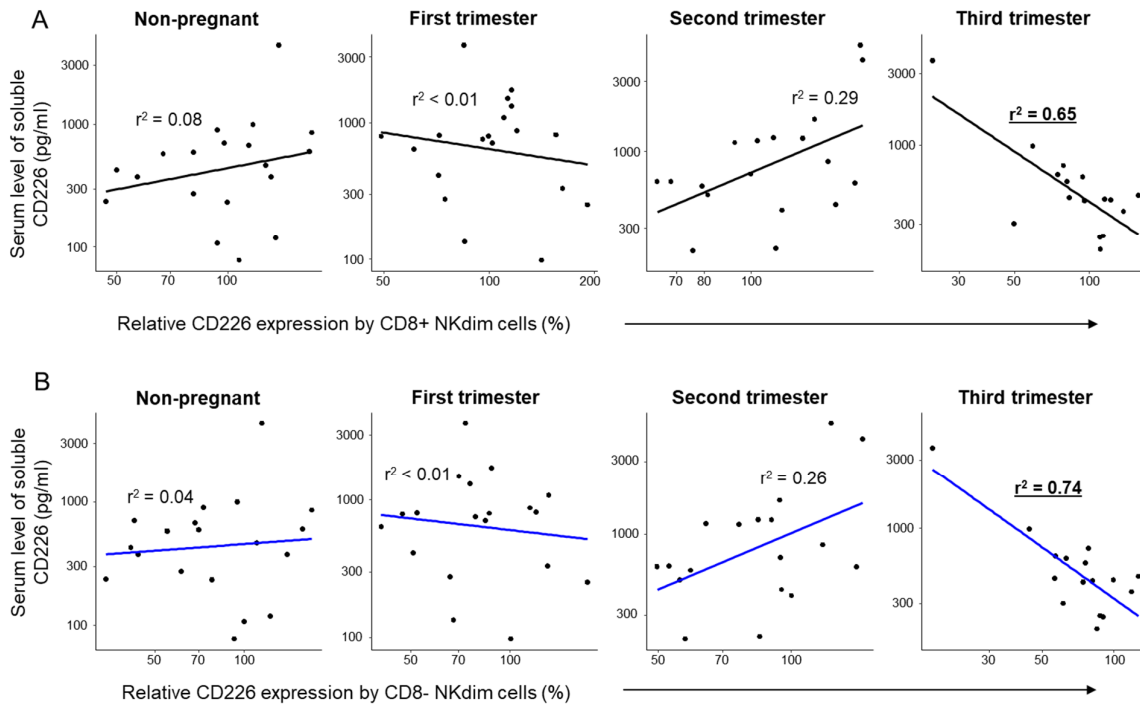 A
Non-pregnant First trimester Second trimester Third trimester
Serum level of soluble
CD226 (pg/ml)
3000
1000
300
100
r² = 0.08
50 70 100
3000
1000
300
100
r² < 0.01
50 100 200
3000
1000
300
r² = 0.29
70 80 100
3000
1000
300
r² = 0.65
30 50 100
Relative CD226 expression by CD8+ NKdim cells (%)
B
Non-pregnant First trimester Second trimester Third trimester
Serum level of soluble
CD226 (pg/ml)
3000
1000
300
100
r² = 0.04
50 70 100
3000
1000
300
100
r² < 0.01
50 70 100
3000
1000
300
r² = 0.26
50 100
3000
1000
300
r² = 0.74
30 50 100
Relative CD226 expression by CD8- NKdim cells (%)